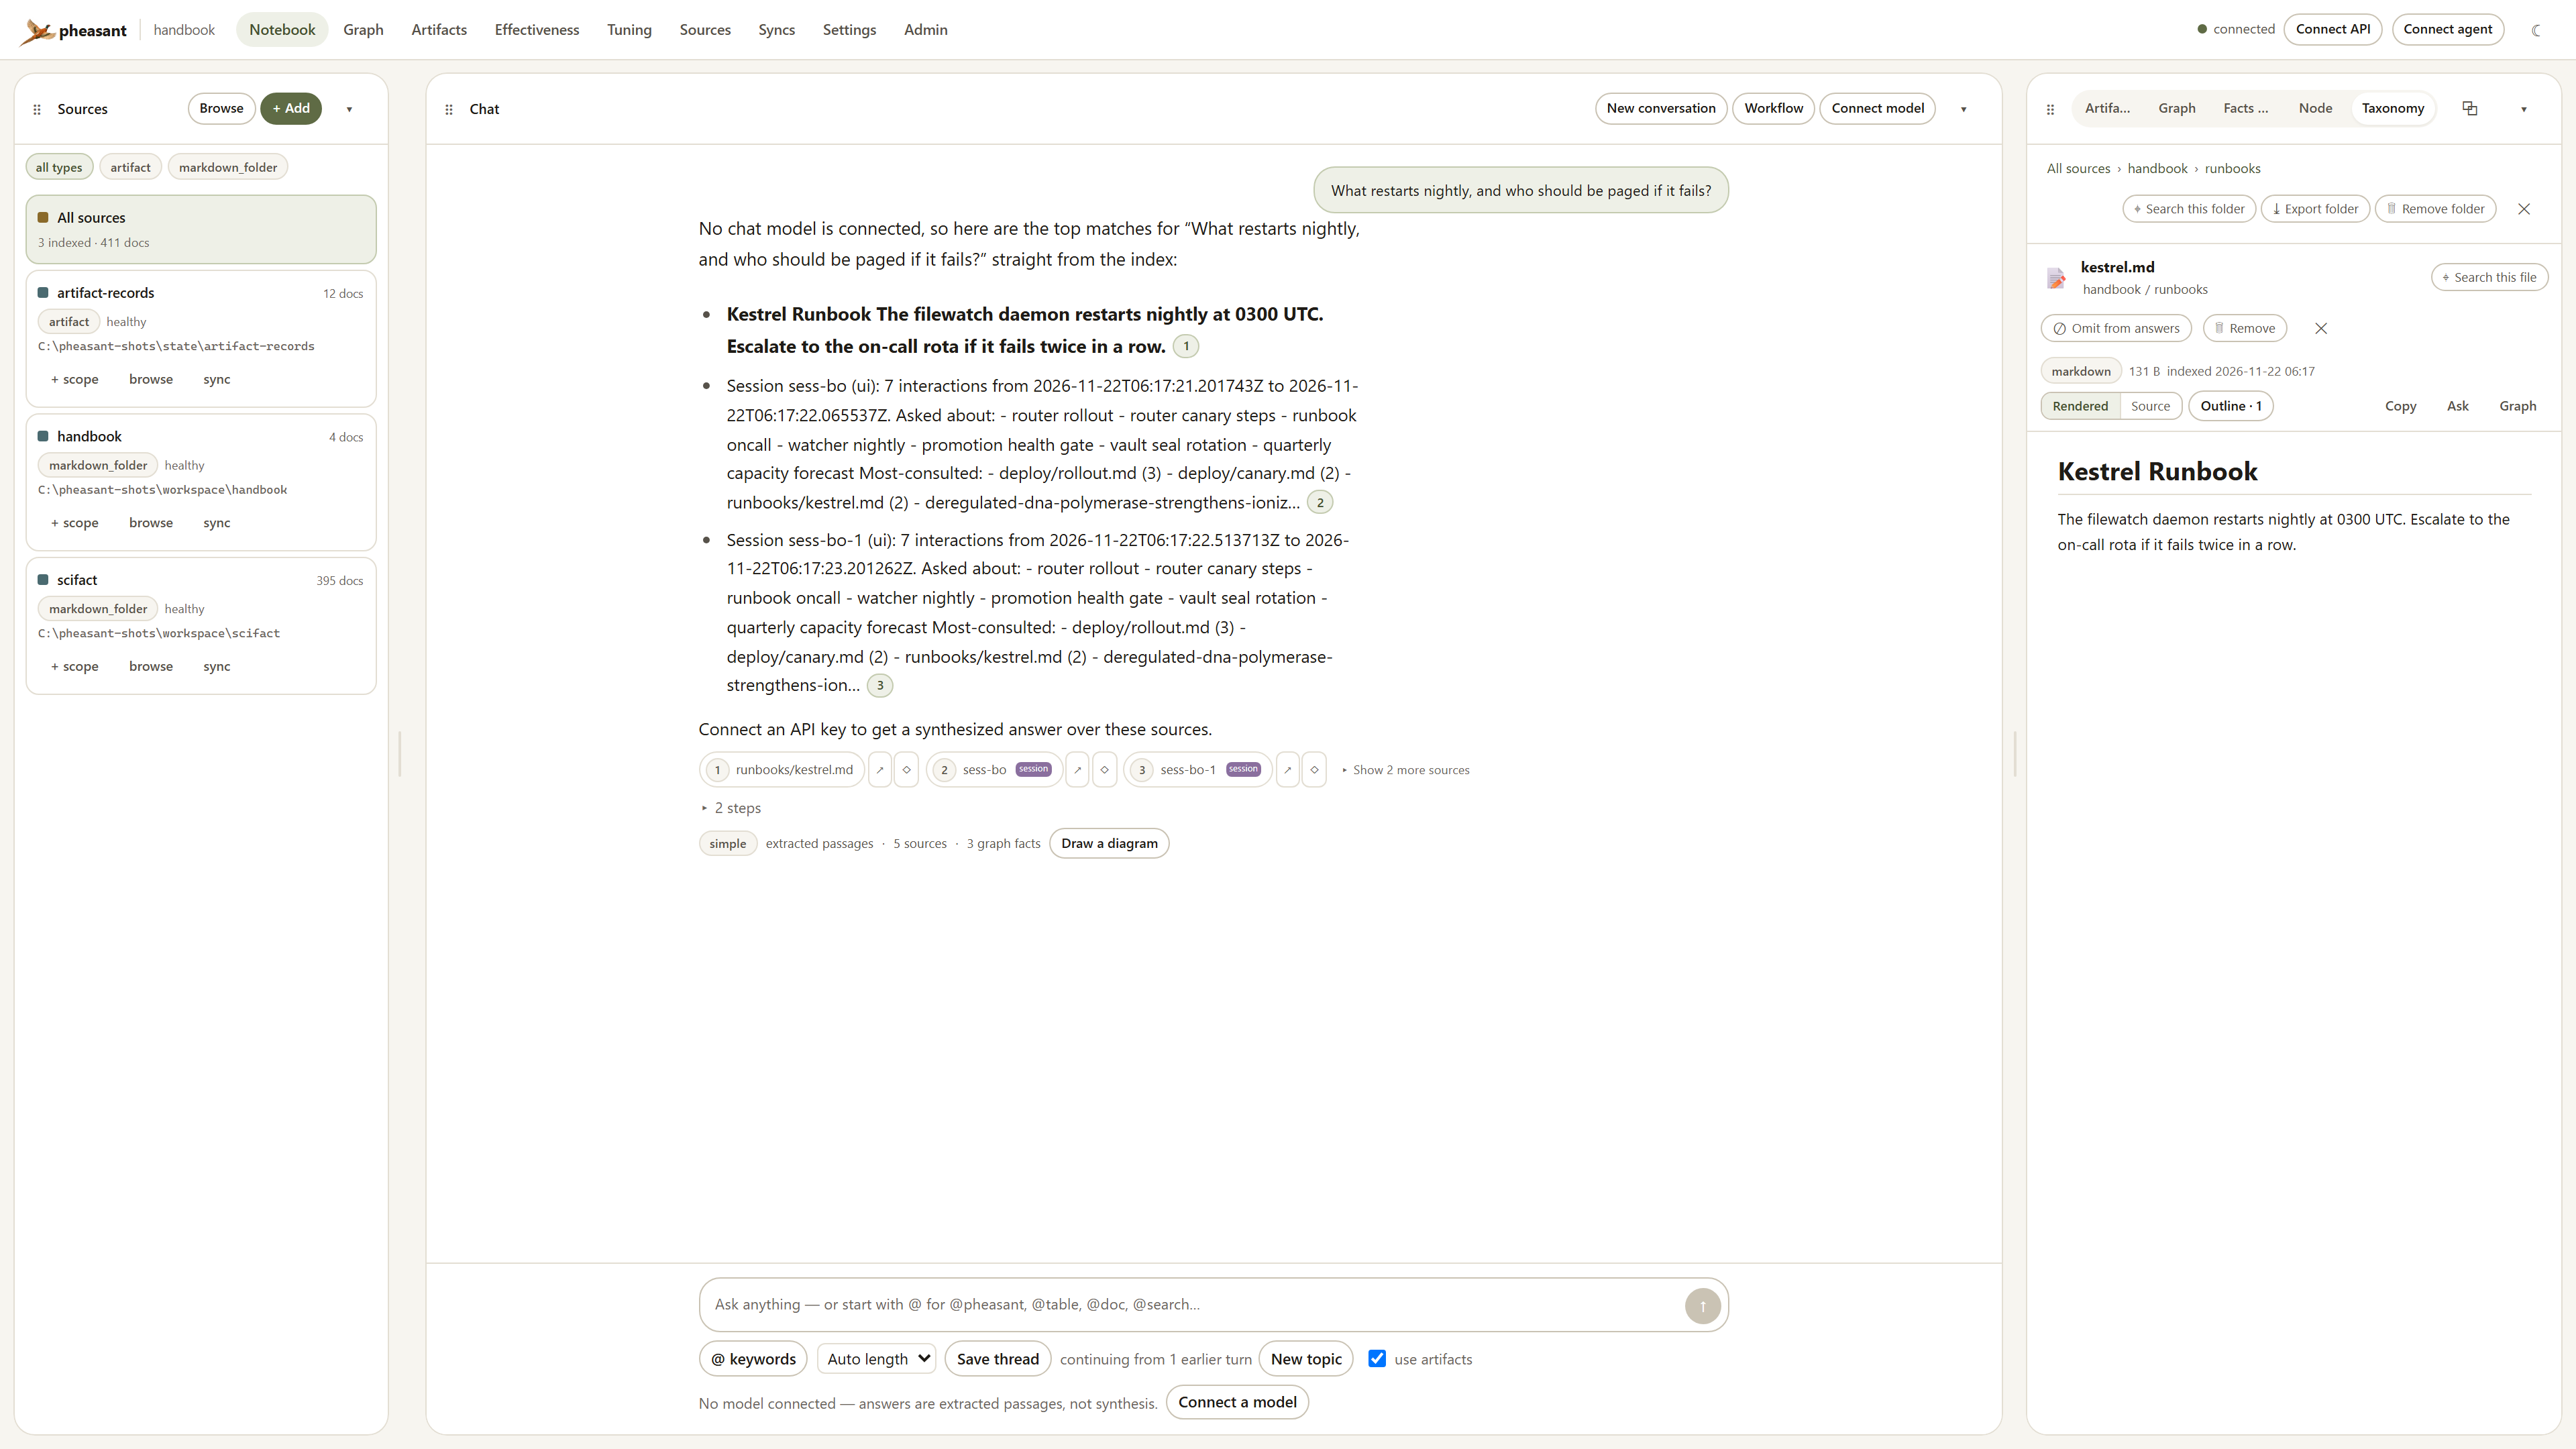 pheasant handbook Notebook Graph Artifacts Effectiveness Tuning Sources Syncs Settings Admin connected Connect API Connect agent
Sources Browse + Add
all types artifact markdown_folder
All sources
3 indexed · 411 docs
artifact-records 12 docs
artifact healthy
C:\pheasant-shots\state\artifact-records
+ scope browse sync
handbook 4 docs
markdown_folder healthy
C:\pheasant-shots\workspace\handbook
+ scope browse sync
scifact 395 docs
markdown_folder healthy
C:\pheasant-shots\workspace\scifact
+ scope browse sync
Chat New conversation Workflow Connect model
What restarts nightly, and who should be paged if it fails?
No chat model is connected, so here are the top matches for “What restarts nightly,
and who should be paged if it fails?” straight from the index:
• Kestrel Runbook The filewatch daemon restarts nightly at 0300 UTC.
Escalate to the on-call rota if it fails twice in a row. 1
• Session sess-bo (ui): 7 interactions from 2026-11-22T06:17:21.201743Z to 2026-11-
22T06:17:22.065537Z. Asked about: - router rollout - router canary steps - runbook
oncall - watcher nightly - promotion health gate - vault seal rotation - quarterly
capacity forecast Most-consulted: - deploy/rollout.md (3) - deploy/canary.md (2) -
runbooks/kestrel.md (2) - deregulated-dna-polymerase-strengthens-ioniz... 2
• Session sess-bo-1 (ui): 7 interactions from 2026-11-22T06:17:22.513713Z to 2026-
11-22T06:17:23.201262Z. Asked about: - router rollout - router canary steps -
runbook oncall - watcher nightly - promotion health gate - vault seal rotation -
quarterly capacity forecast Most-consulted: - deploy/rollout.md (3) -
deploy/canary.md (2) - runbooks/kestrel.md (2) - deregulated-dna-polymerase-
strengthens-ion... 3
Connect an API key to get a synthesized answer over these sources.
1 runbooks/kestrel.md 2 sess-bo session 3 sess-bo-1 session Show 2 more sources
2 steps
simple extracted passages · 5 sources · 3 graph facts Draw a diagram
Ask anything — or start with @ for @pheasant, @table, @doc, @search...
@ keywords Auto length Save thread continuing from 1 earlier turn New topic use artifacts
No model connected — answers are extracted passages, not synthesis. Connect a model
Artifa... Graph Facts ... Node Taxonomy
All sources › handbook › runbooks
Search this folder Export folder Remove folder
kestrel.md
handbook / runbooks
Search this file
Omit from answers Remove
markdown 131 B indexed 2026-11-22 06:17
Rendered Source Outline · 1 Copy Ask Graph
Kestrel Runbook
The filewatch daemon restarts nightly at 0300 UTC. Escalate to the
on-call rota if it fails twice in a row.